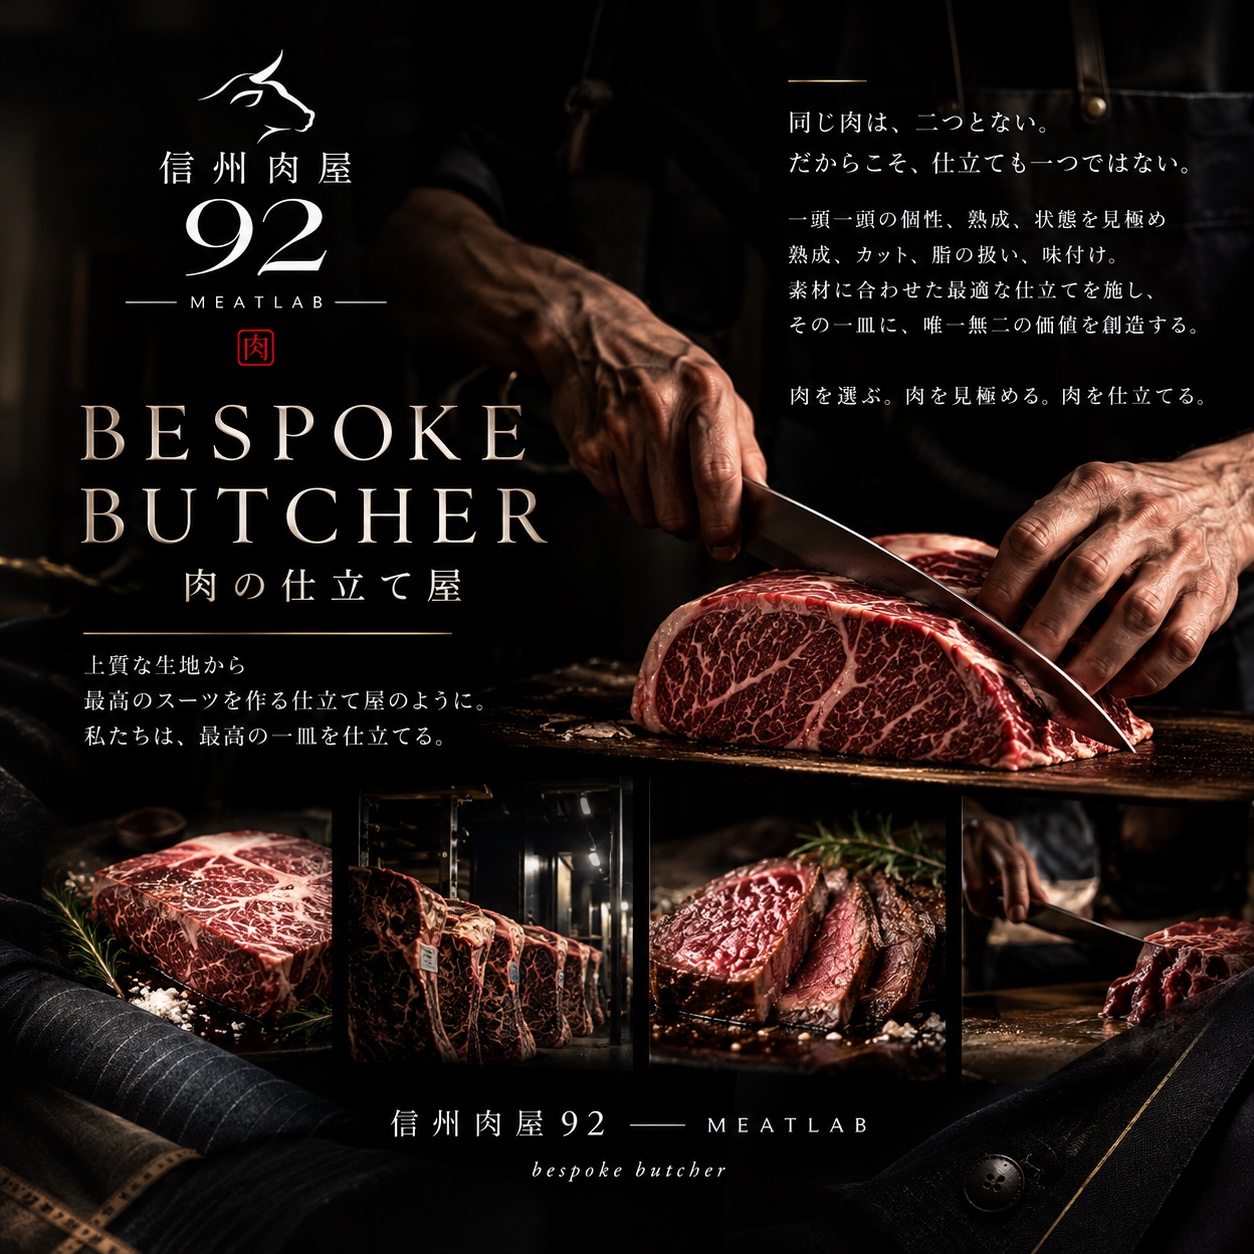 信州肉屋
92
MEATLAB
肉
BESPOKE
BUTCHER
肉の仕立て屋
上質な生地から
最高のスーツを作る仕立て屋のように。
私たちは、最高の一皿を仕立てる。
同じ肉は、二つとない。
だからこそ、仕立ても一つではない。
一頭一頭の個性、熟成、状態を見極め
熟成、カット、脂の扱い、味付け。
素材に合わせた最適な仕立てを施し、
その一皿に、唯一無二の価値を創造する。
肉を選ぶ。肉を見極める。肉を仕立てる。
信州肉屋92 — MEATLAB
bespoke butcher